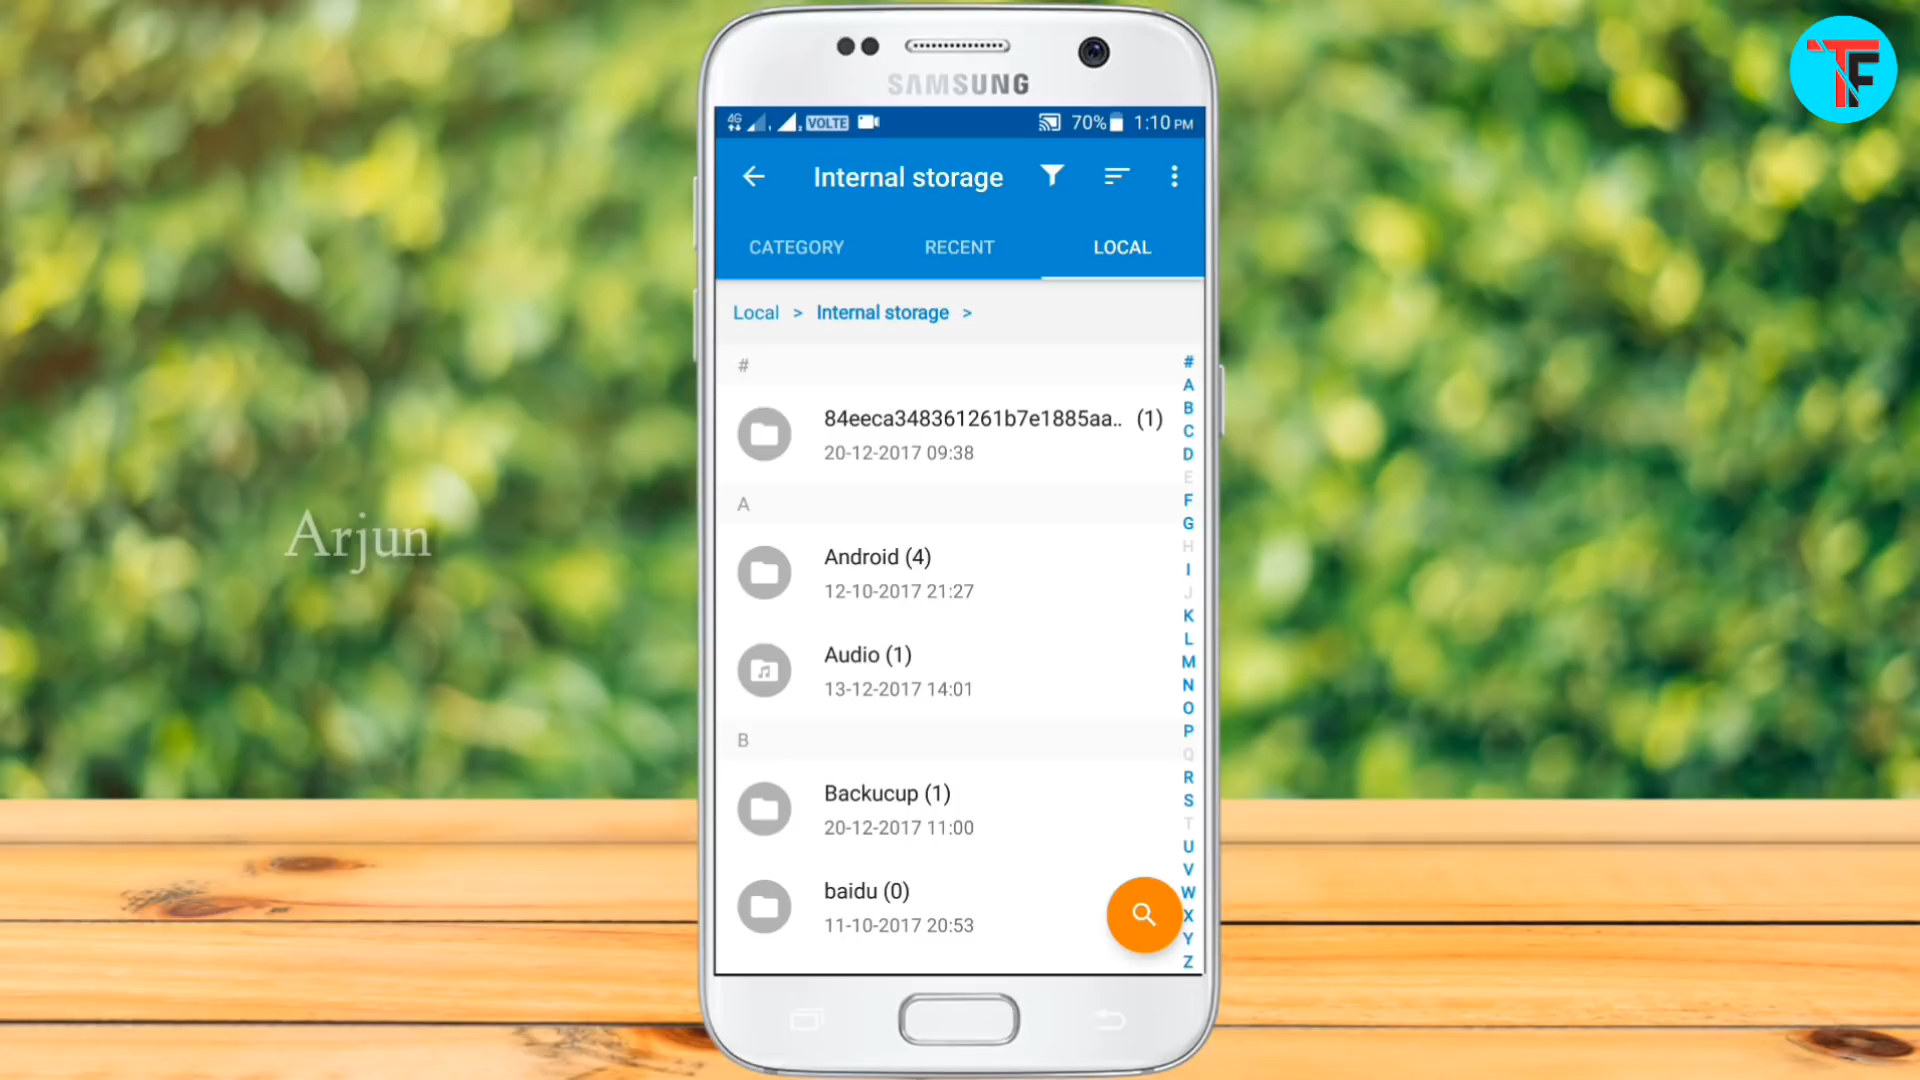 TF
SAMSUNG
4G VOLTE 70% 1:10 PM
Internal storage
CATEGORY RECENT LOCAL
Local > Internal storage >
#
84eeca348361261b7e1885aa.. (1)
20-12-2017 09:38
A
Android (4)
12-10-2017 21:27
Audio (1)
13-12-2017 14:01
B
Backucup (1)
20-12-2017 11:00
baidu (0)
11-10-2017 20:53
#
A
B
C
D
E
F
G
H
I
J
K
L
M
N
O
P
Q
R
S
T
U
V
W
X
Y
Z
Arjun